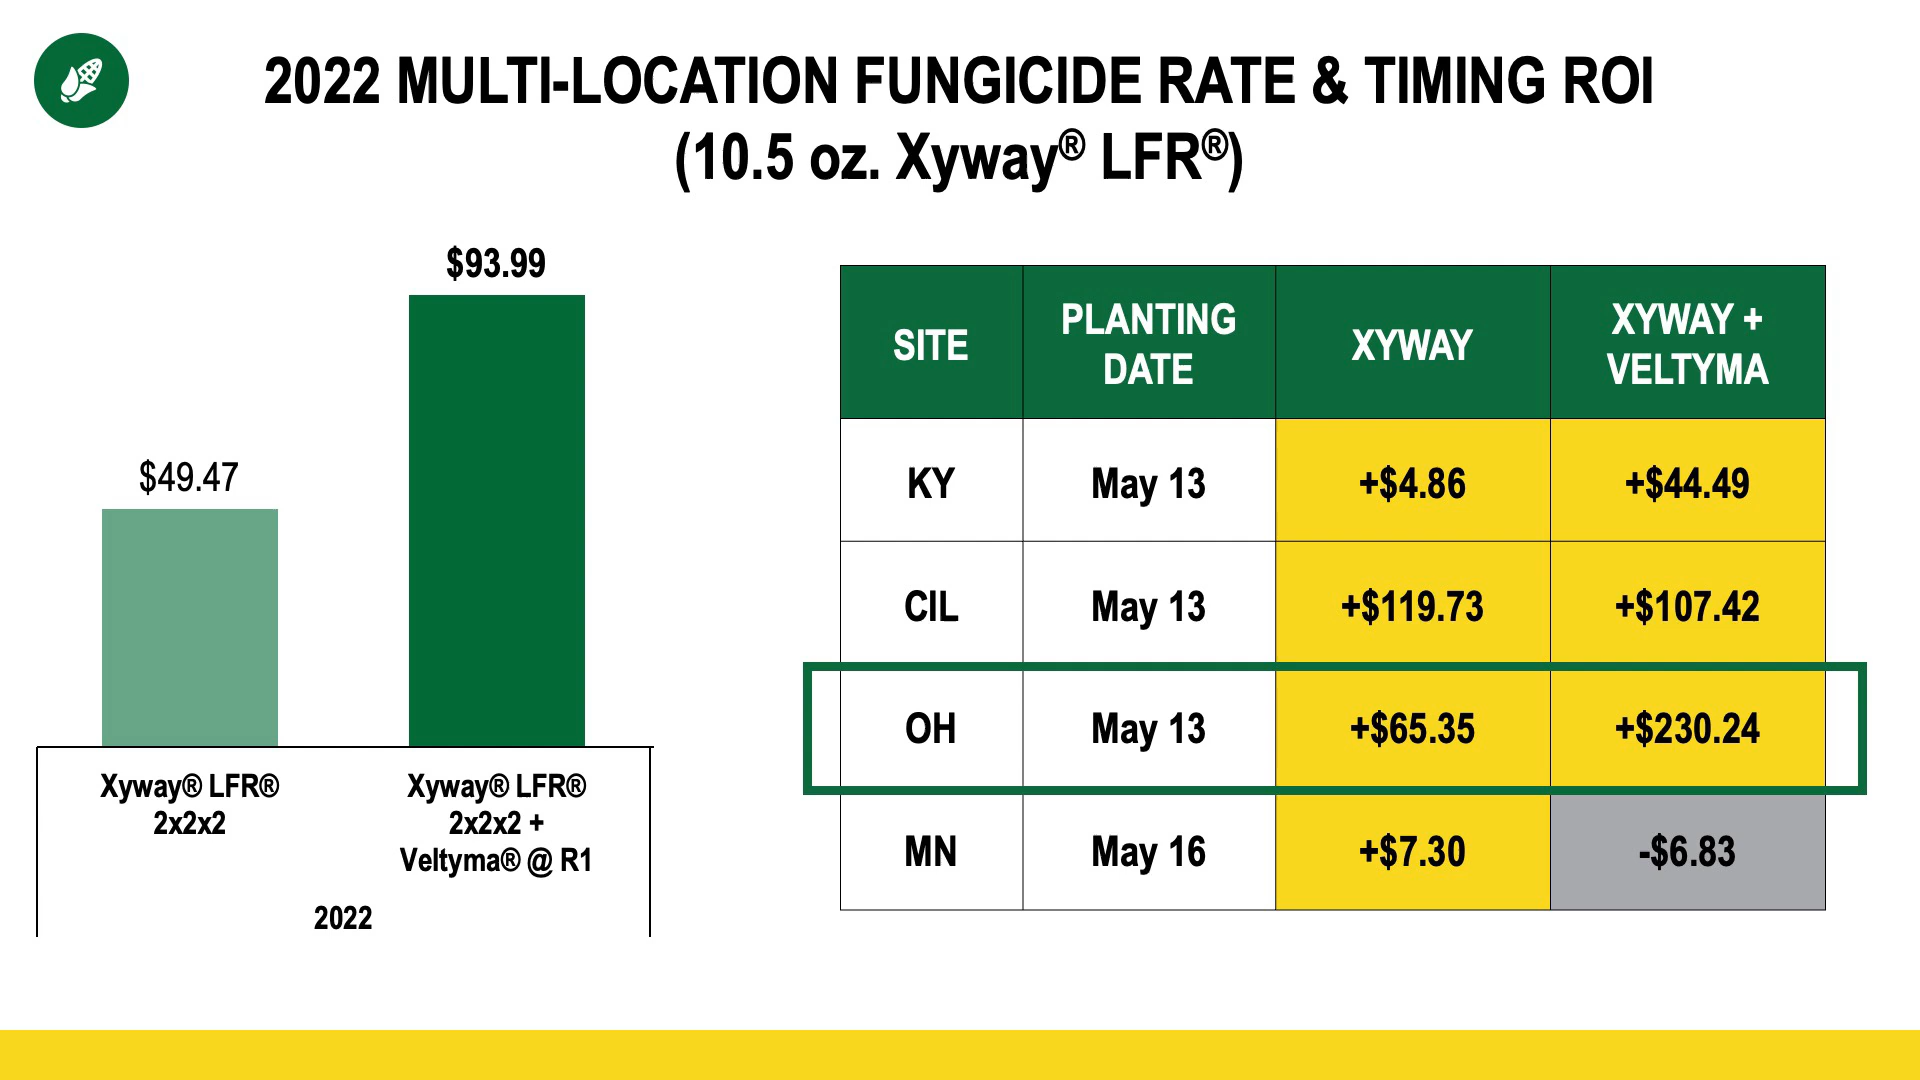 2022 MULTI-LOCATION FUNGICIDE RATE & TIMING ROI
(10.5 oz. Xyway® LFR®)
$49.47
$93.99
Xyway® LFR®
2x2x2
Xyway® LFR®
2x2x2 +
Veltyma® @ R1
2022
SITE
PLANTING
DATE
XYWAY
XYWAY +
VELTYMA
KY
May 13
+$4.86
+$44.49
CIL
May 13
+$119.73
+$107.42
OH
May 13
+$65.35
+$230.24
MN
May 16
+$7.30
-$6.83